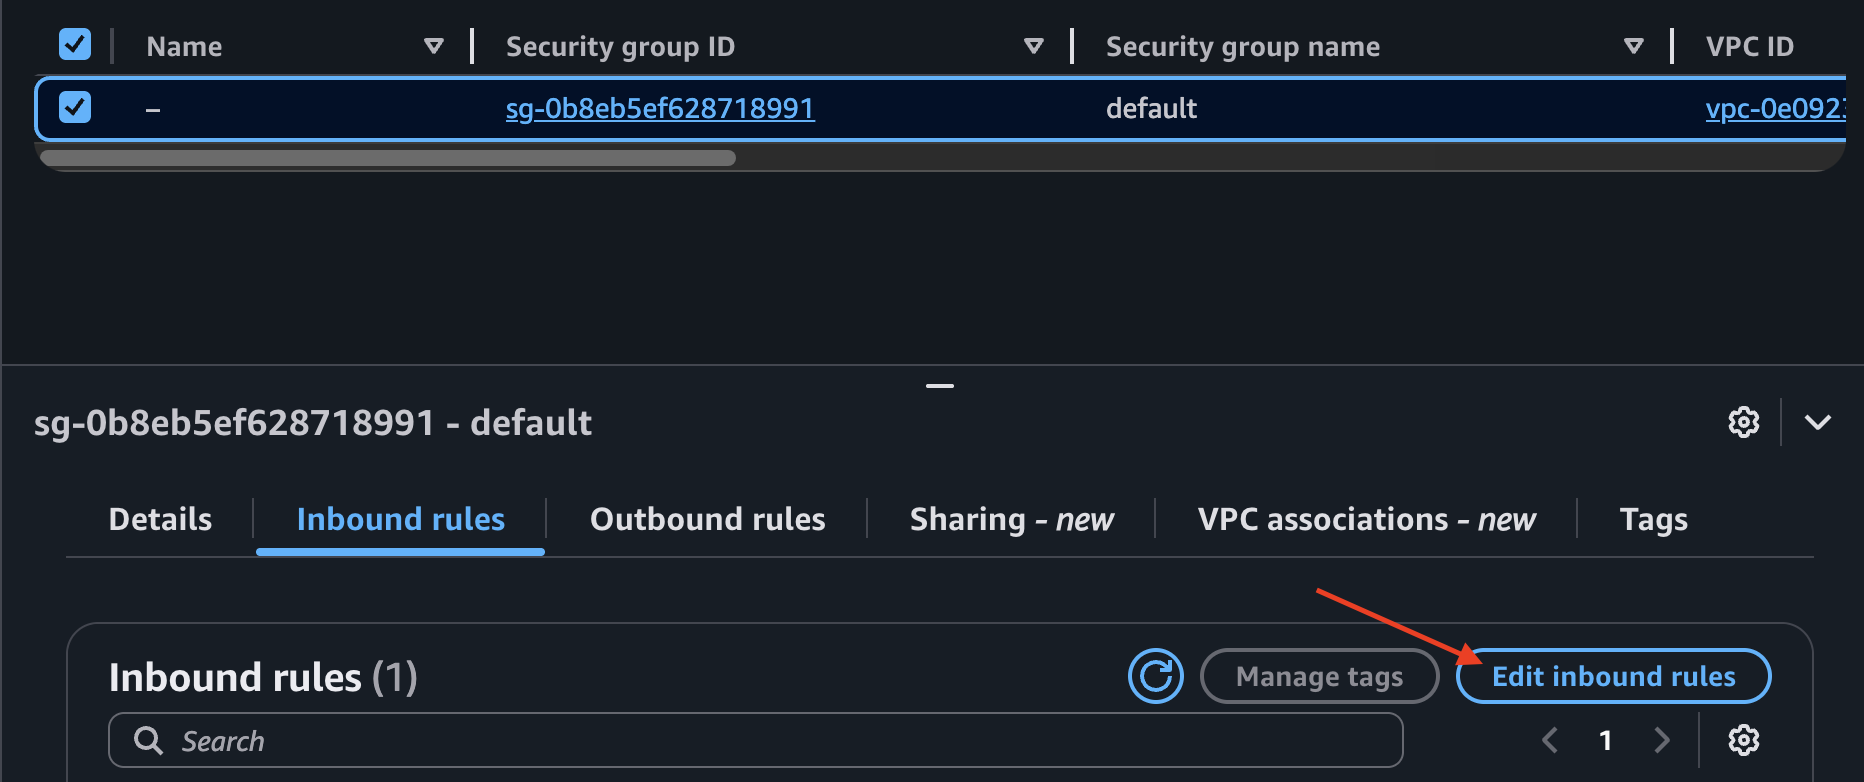 Name Security group ID Security group name VPC ID
– sg-0b8eb5ef628718991 default vpc-0e092
sg-0b8eb5ef628718991 - default
Details Inbound rules Outbound rules Sharing - new VPC associations - new Tags
Inbound rules (1) Manage tags Edit inbound rules
Search 1